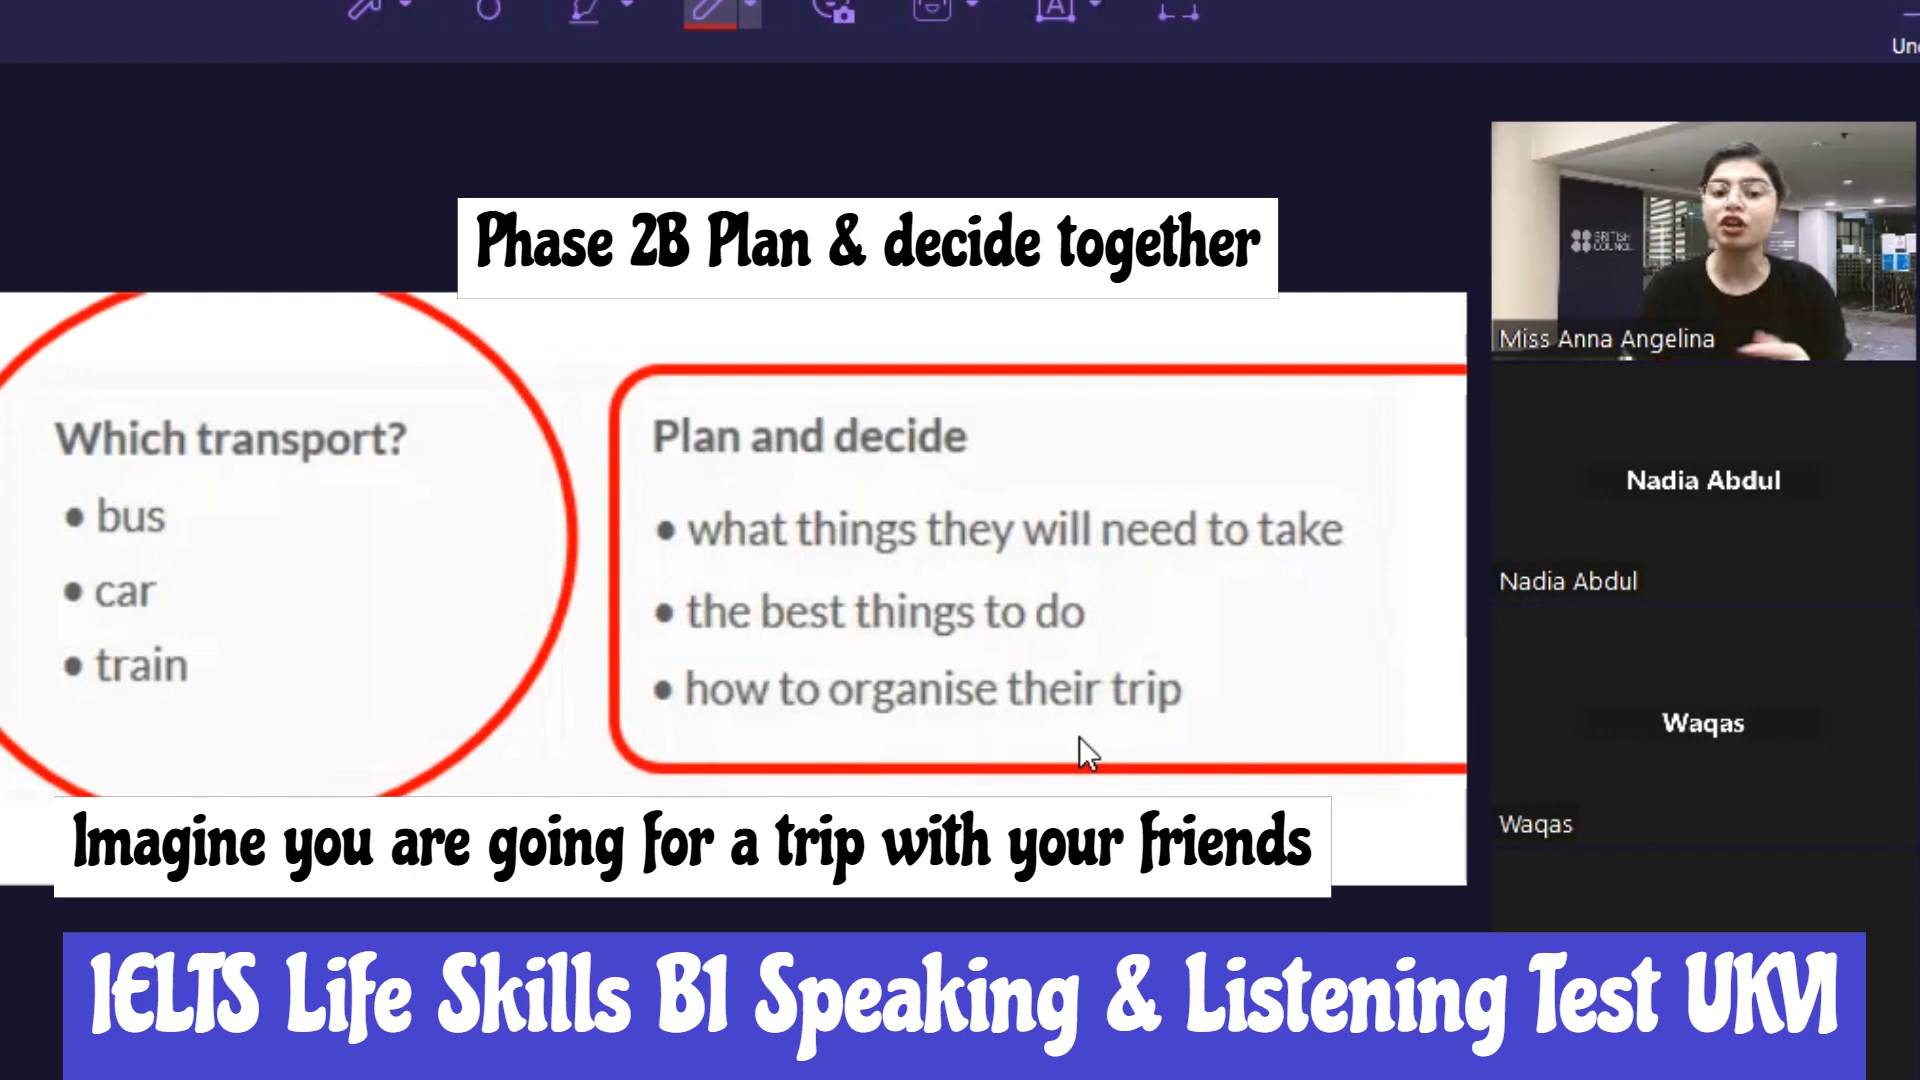 Phase 2B Plan & decide together
BRITISH
COUNCIL
Miss Anna Angelina
Which transport?
• bus
• car
• train
Plan and decide
• what things they will need to take
• the best things to do
• how to organise their trip
Nadia Abdul
Nadia Abdul
Waqas
Waqas
Imagine you are going for a trip with your friends
IELTS Life Skills B1 Speaking & Listening Test UKVI